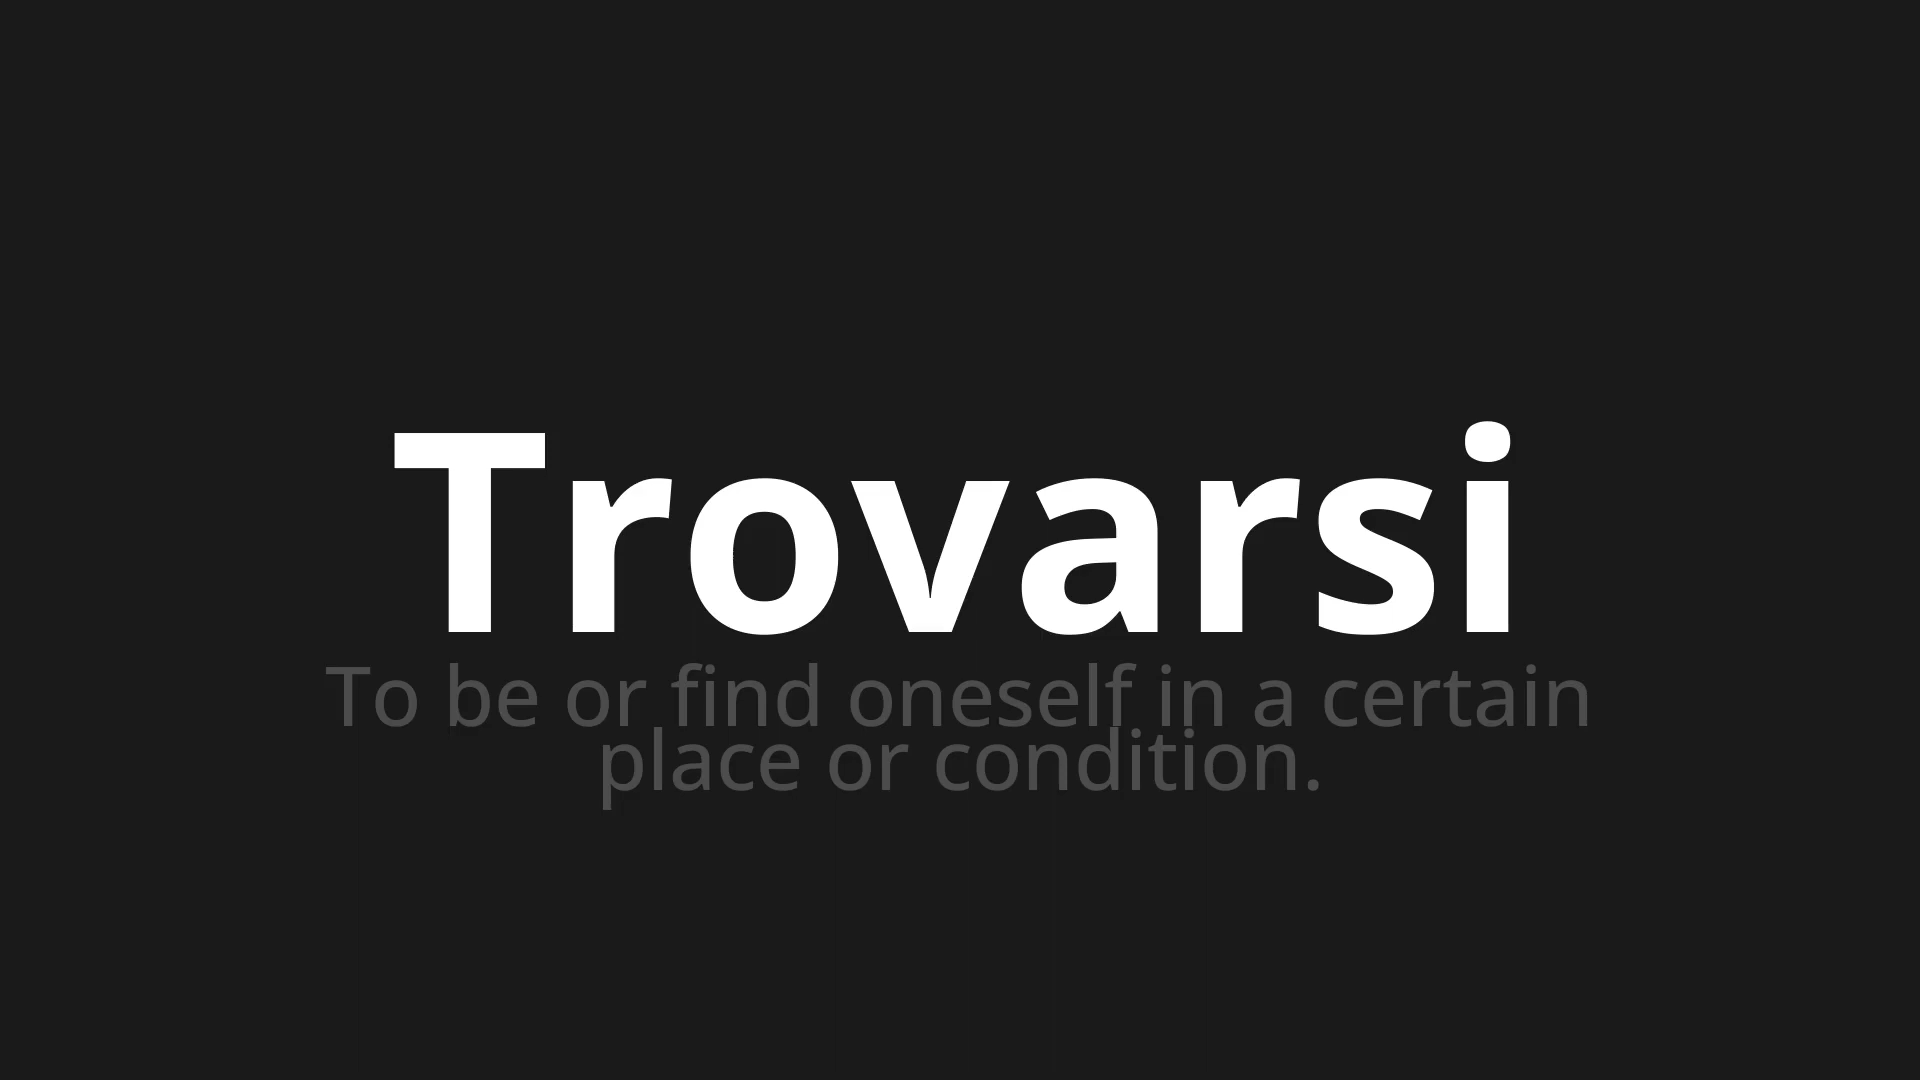 Trovarsi
To be or find oneself in a certain
place or condition.